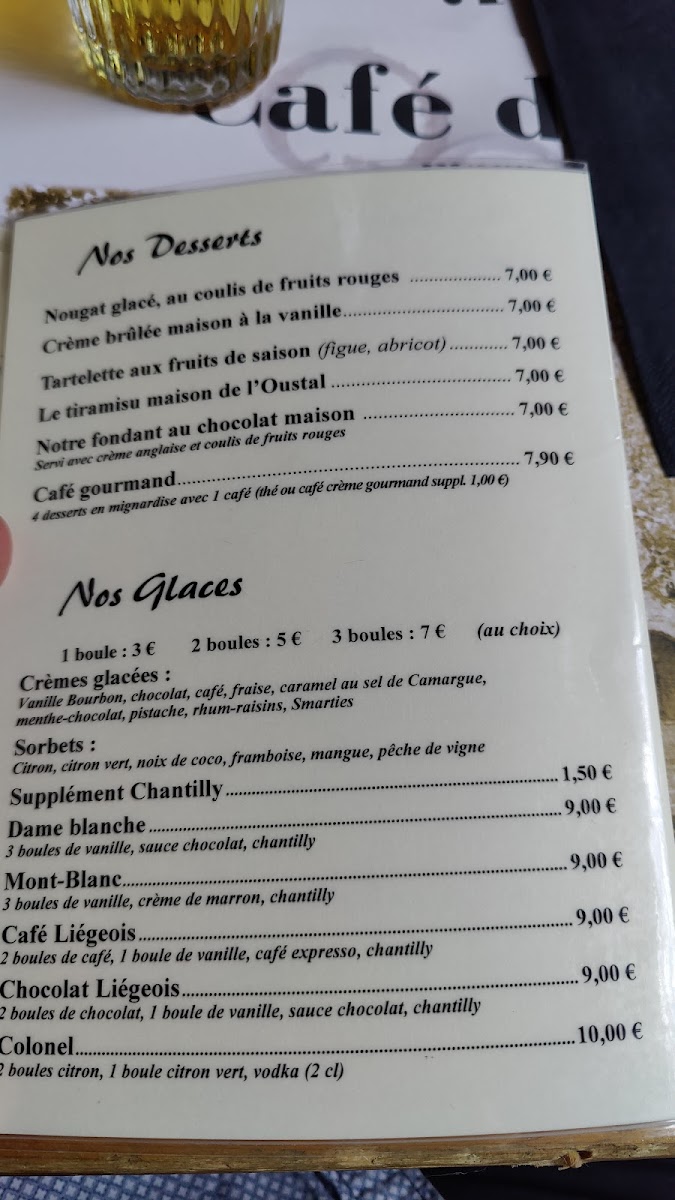 Café d
Nos Desserts
Nougat glacé, au coulis de fruits rouges ................... 7,00 €
Crème brûlée maison à la vanille.................................. 7,00 €
Tartelette aux fruits de saison (figue, abricot)............ 7,00 €
Le tiramisu maison de l'Oustal ..................................... 7,00 €
Notre fondant au chocolat maison ............................... 7,00 €
Servi avec crème anglaise et coulis de fruits rouges
Café gourmand...................................................................... 7,90 €
4 desserts en mignardise avec 1 café (thé ou café crème gourmand suppl. 1,00 €)
Nos Glaces
1 boule : 3 € 2 boules : 5 € 3 boules : 7 € (au choix)
Crèmes glacées :
Vanille Bourbon, chocolat, café, fraise, caramel au sel de Camargue,
menthe-chocolat, pistache, rhum-raisins, Smarties
Sorbets :
Citron, citron vert, noix de coco, framboise, mangue, pêche de vigne
Supplément Chantilly.................................................................. 1,50 €
Dame blanche................................................................................ 9,00 €
3 boules de vanille, sauce chocolat, chantilly
Mont-Blanc..................................................................................... 9,00 €
3 boules de vanille, crème de marron, chantilly
Café Liégeois.................................................................................. 9,00 €
2 boules de café, 1 boule de vanille, café expresso, chantilly
Chocolat Liégeois........................................................................... 9,00 €
2 boules de chocolat, 1 boule de vanille, sauce chocolat, chantilly
Colonel............................................................................................ 10,00 €
2 boules citron, 1 boule citron vert, vodka (2 cl)